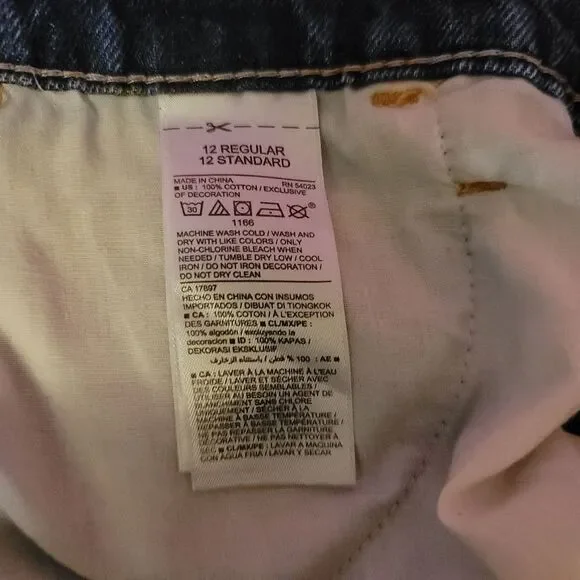 12 REGULAR
12 STANDARD
MADE IN CHINA RN 54023
■ US : 100% COTTON / EXCLUSIVE
OF DECORATION
30
®
1166
MACHINE WASH COLD / WASH AND
DRY WITH LIKE COLORS / ONLY
NON-CHLORINE BLEACH WHEN
NEEDED / TUMBLE DRY LOW / COOL
IRON / DO NOT IRON DECORATION /
DO NOT DRY CLEAN
CA 17897
HECHO EN CHINA CON INSUMOS
IMPORTADOS / DIBUAT DI TIONGKOK
■ CA : 100% COTON / À L'EXCEPTION
DES GARNITURES ■ CL/MX/PE :
100% algodón / excluyendo la
decoracion ■ ID : 100% KAPAS /
DEKORASI EKSKLUSIF
■ AE : 100 % قطن / باستثناء الزخارف
■ CA : LAVER À LA MACHINE À L'EAU
FROIDE / LAVER ET SÉCHER AVEC
DES COULEURS SEMBLABLES /
UTILISER AU BESOIN UN AGENT
BLANCHISSANT SANS CHLORE
UNIQUEMENT / SÉCHER À LA
MACHINE À BASSE TEMPÉRATURE /
REPASSER À BASSE TEMPÉRATURE /
NE PAS REPASSER LA GARNITURE
DÉCORATIVE / NE PAS NETTOYER À
SEC ■ CL/MX/PE : LAVAR A MAQUINA
CON AGUA FRIA / LAVAR Y SECAR